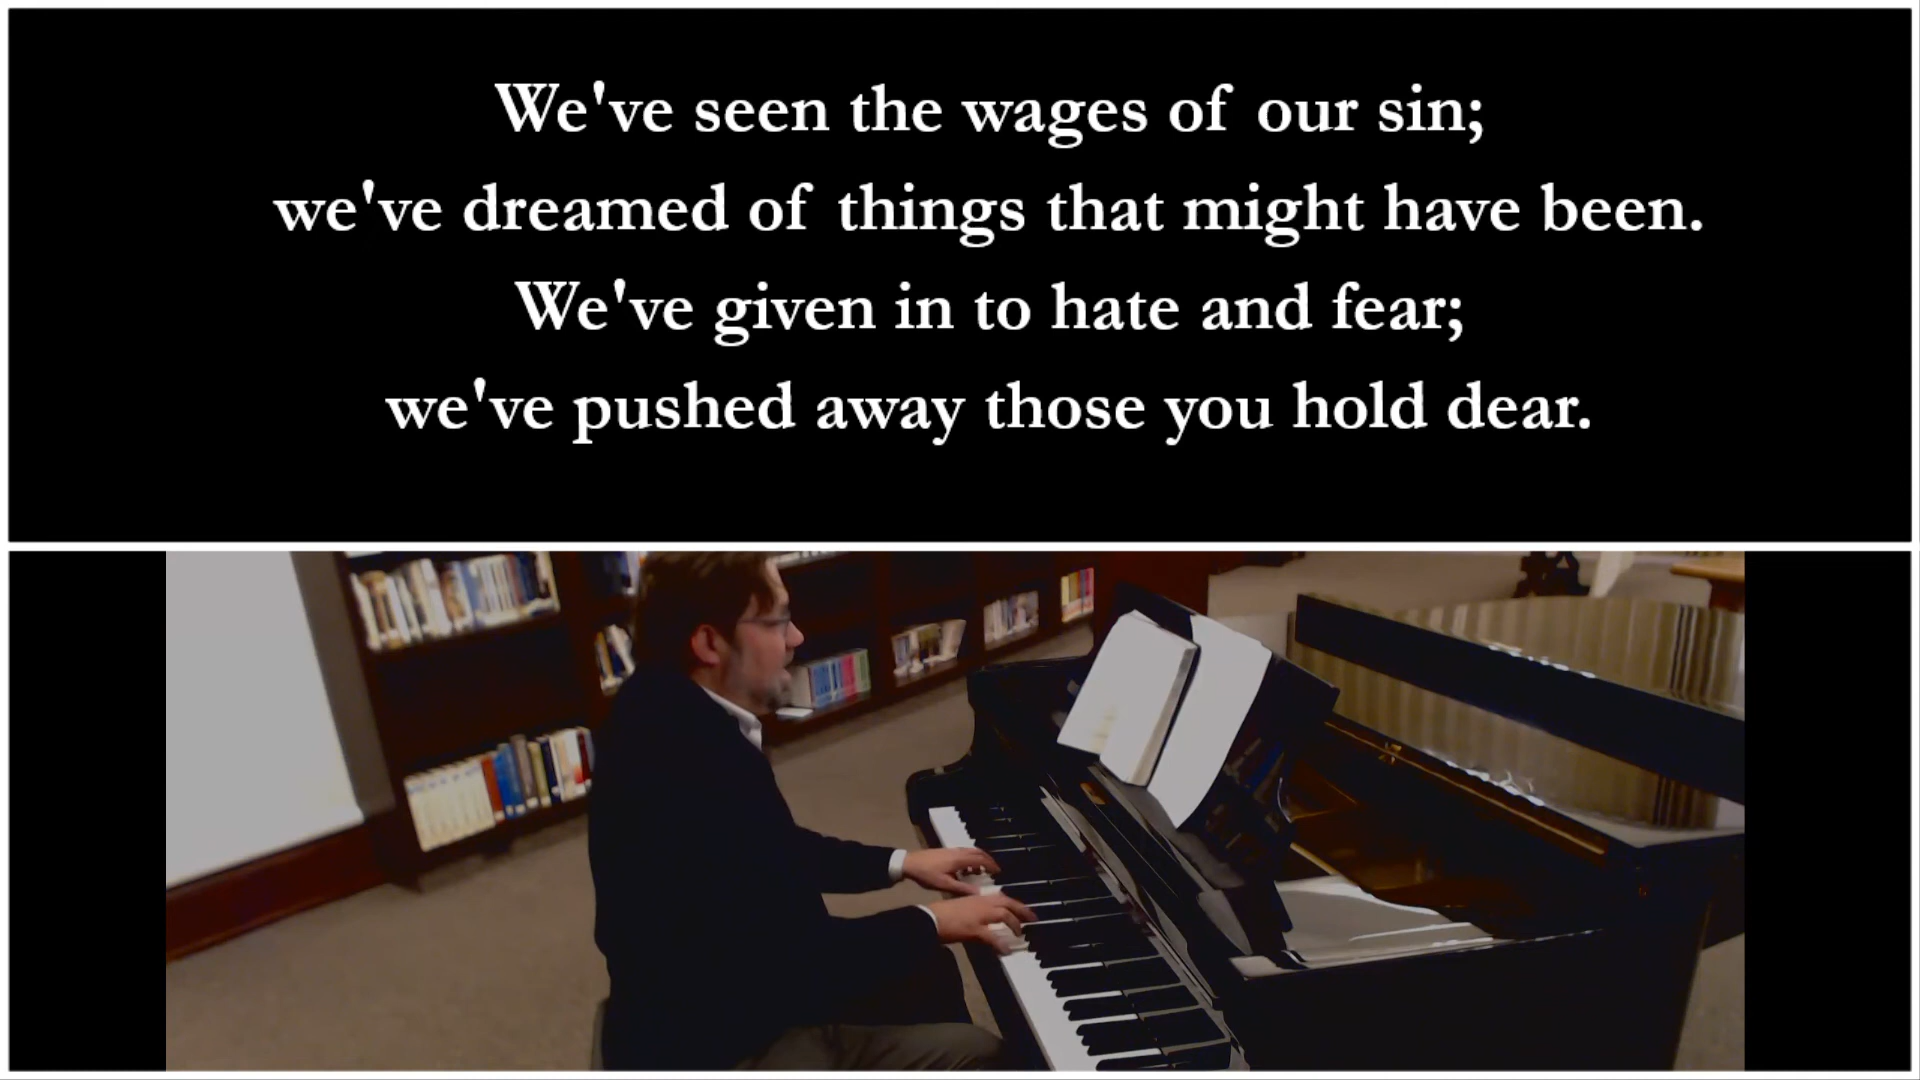 We've seen the wages of our sin;
we've dreamed of things that might have been.
We've given in to hate and fear;
we've pushed away those you hold dear.